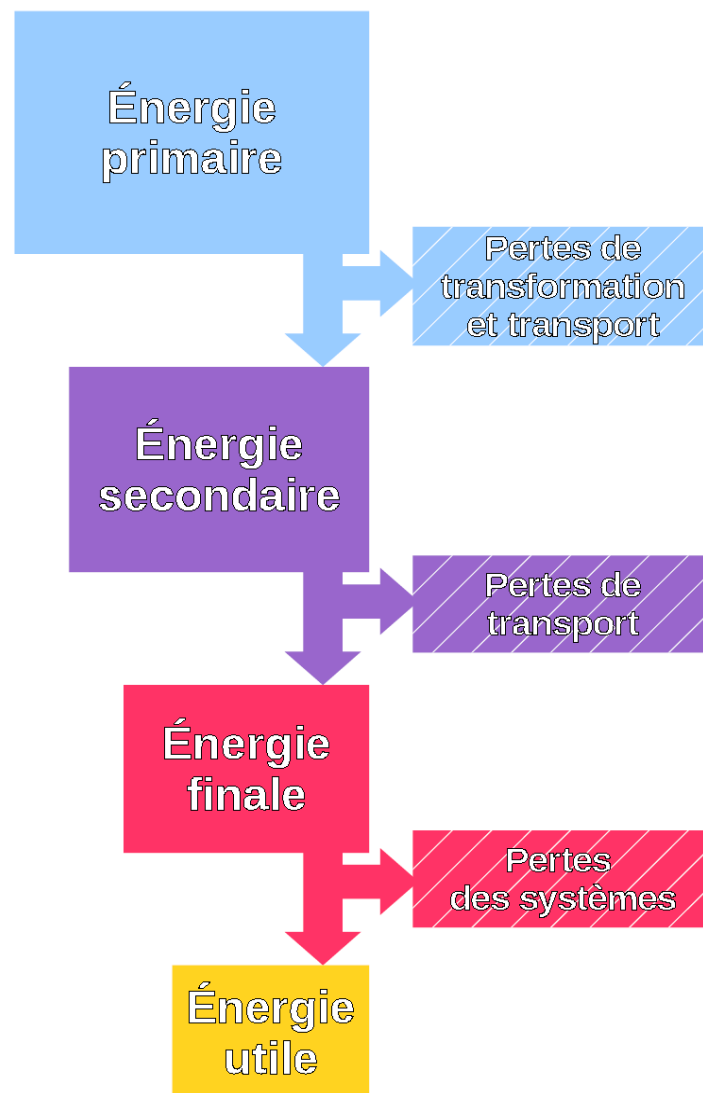 Énergie
primaire
Pertes de
transformation
et transport
Énergie
secondaire
Pertes de
transport
Énergie
finale
Pertes
des systèmes
Énergie
utile